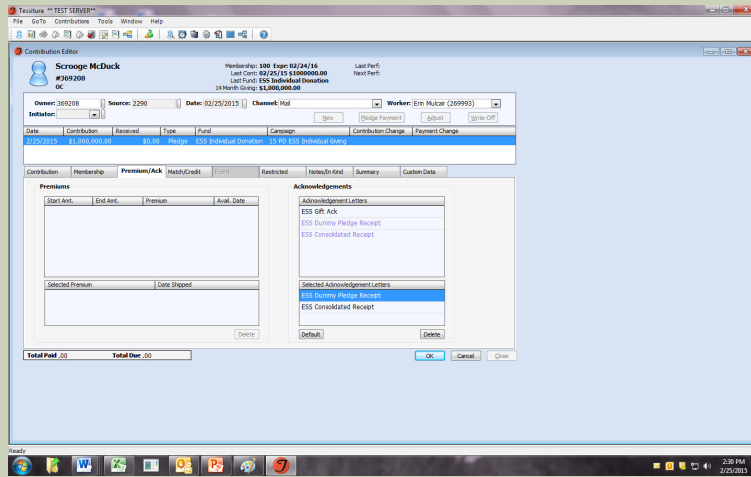 Tessitura ** TEST SERVER**
File GoTo Contributions Tools Window Help
Contribution Editor
Scrooge McDuck
#369208
OC
Membership: 100 Expr: 02/24/16
Last Cont: 02/25/15 $1000000.00
Last Fund: ESS Individual Donation
14 Month Giving: $1,000,000.00
Last Perf:
Next Perf:
Owner: 369208 Source: 2290 Date: 02/25/2015 Channel: Mail Worker: Erin Mulcair (269993)
Initiator: New Pledge Payment Adjust Write-Off
Date Contribution Received Type Fund Campaign Contribution Change Payment Change
2/25/2015 $1,000,000.00 $0.00 Pledge ESS Individual Donation 15 FD ESS Individual Giving
Contribution Membership Premium/Ack Match/Credit Event Restricted Notes/In Kind Summary Custom Data
Premiums
Start Amt. End Amt. Premium Avail. Date
Selected Premium Date Shipped
Delete
Acknowledgements
Acknowledgement Letters
ESS Gift Ack
ESS Dummy Pledge Receipt
ESS Consolidated Receipt
Selected Acknowledgement Letters
ESS Dummy Pledge Receipt
ESS Consolidated Receipt
Default Delete
Total Paid .00 Total Due .00
OK Cancel Close
Ready
2:30 PM
2/25/2015